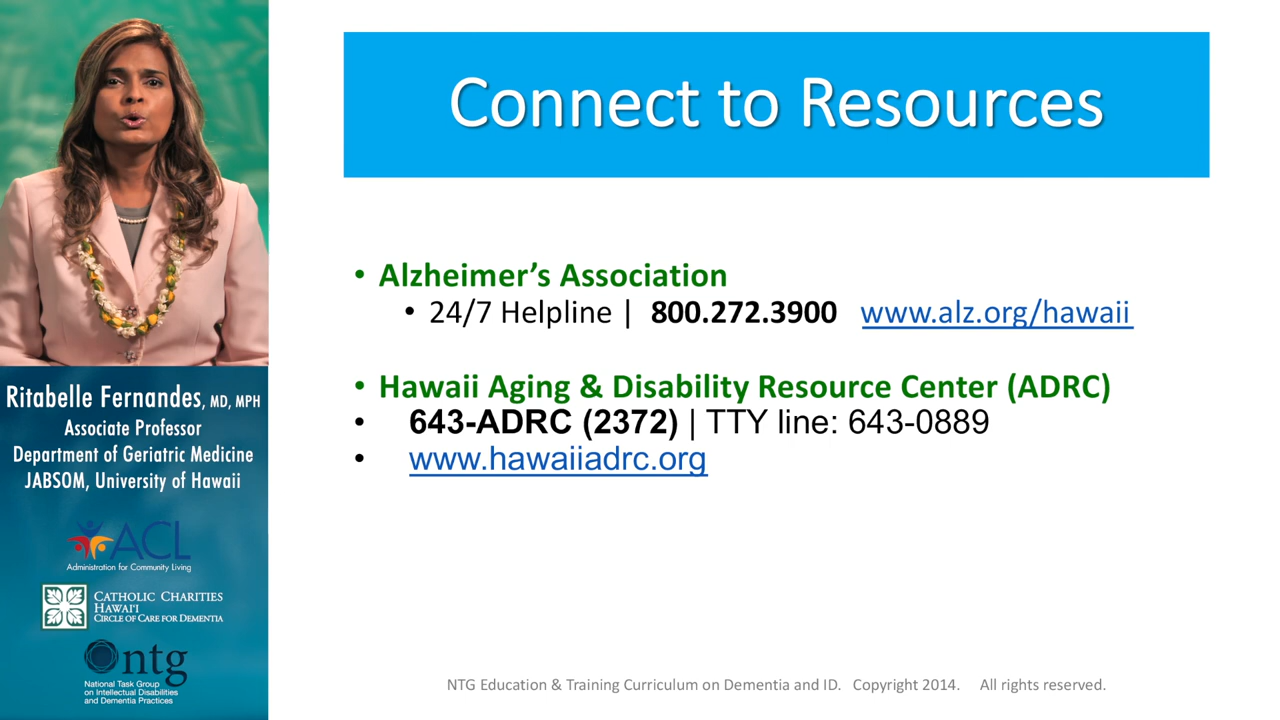 Connect to Resources
• Alzheimer's Association
• 24/7 Helpline | 800.272.3900 www.alz.org/hawaii
• Hawaii Aging & Disability Resource Center (ADRC)
• 643-ADRC (2372) | TTY line: 643-0889
• www.hawaiiadrc.org
NTG Education & Training Curriculum on Dementia and ID. Copyright 2014. All rights reserved.
Ritabelle Fernandes, MD, MPH
Associate Professor
Department of Geriatric Medicine
JABSOM, University of Hawaii
ACL
Administration for Community Living
CATHOLIC CHARITIES
HAWAI‘I
CIRCLE OF CARE FOR DEMENTIA
ntg
National Task Group
on Intellectual Disabilities
and Dementia Practices